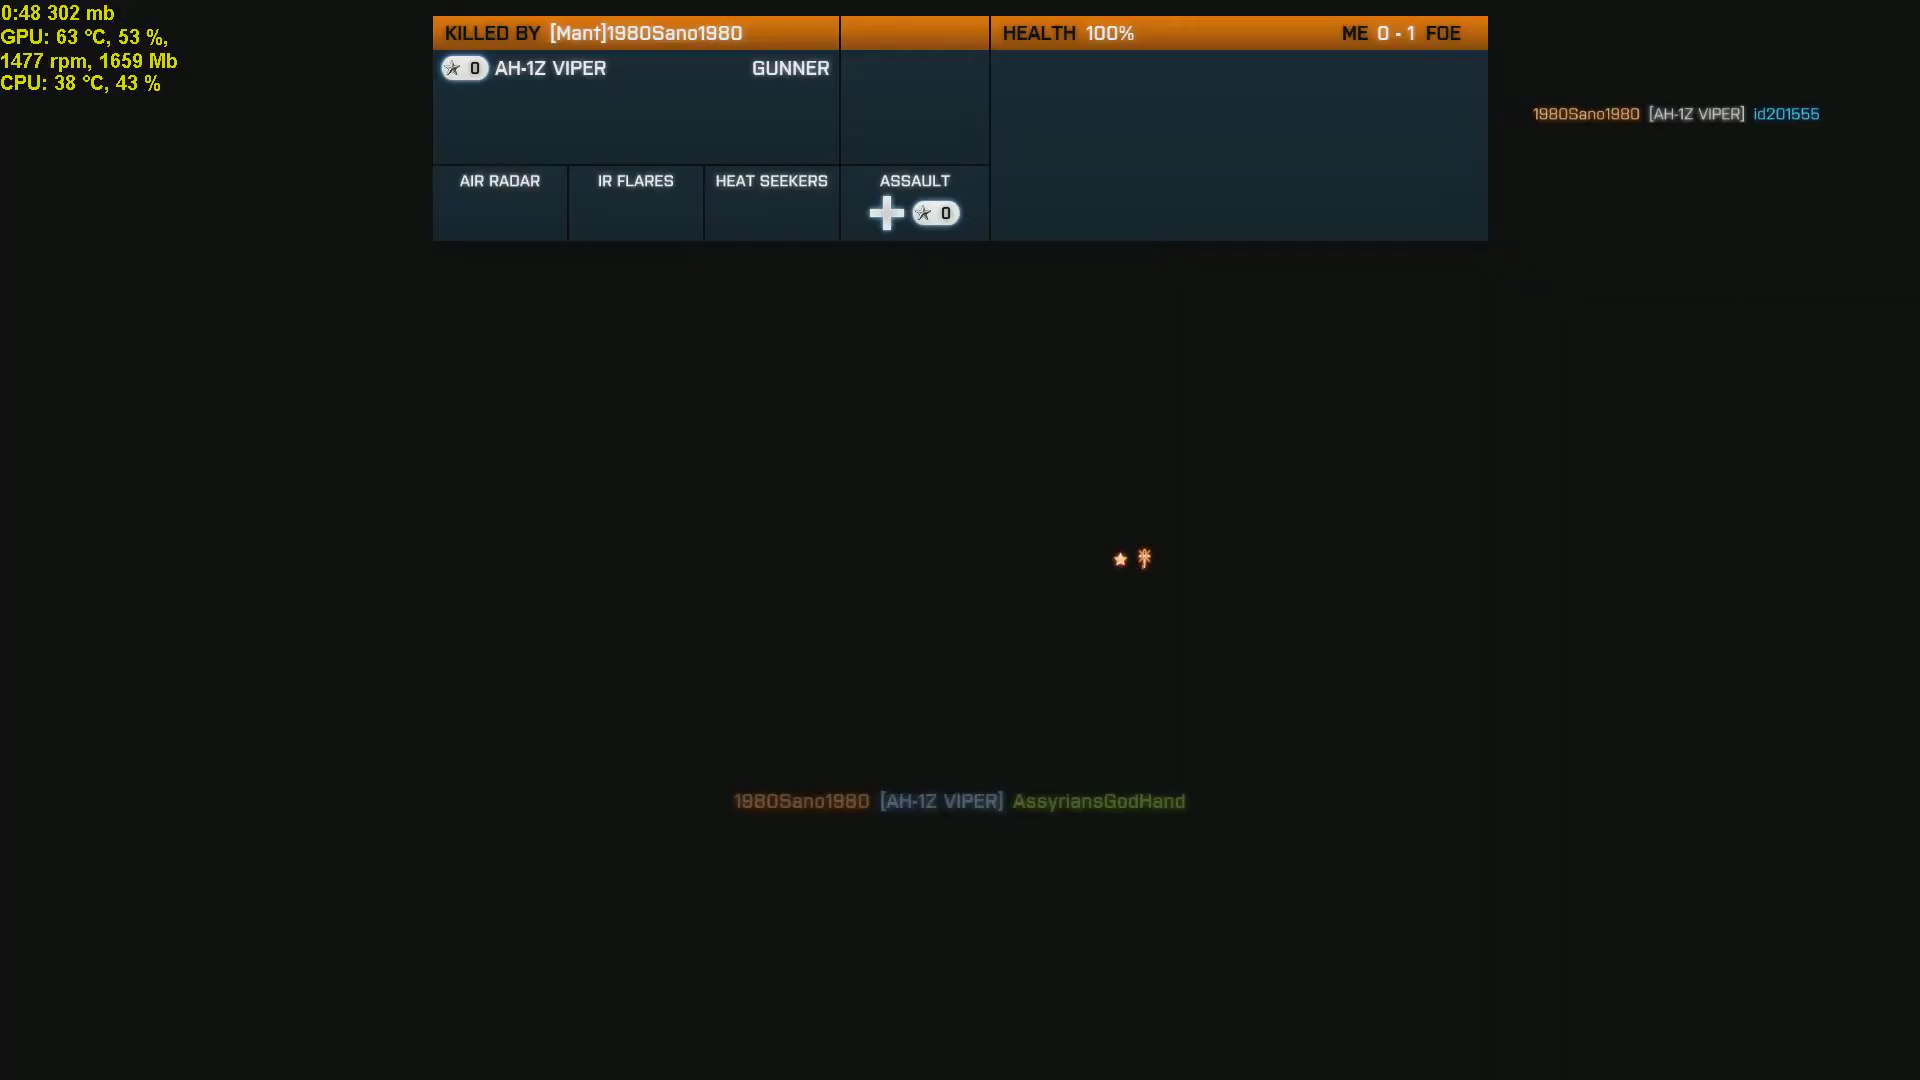 0:48 302 mb
GPU: 63 °C, 53 %,
1477 rpm, 1659 Mb
CPU: 38 °C, 43 %
KILLED BY [Mant]1980Sano1980
HEALTH 100% ME 0 - 1 FOE
0 AH-1Z VIPER GUNNER
1980Sano1980 [AH-1Z VIPER] id201555
AIR RADAR IR FLARES HEAT SEEKERS ASSAULT
0
1980Sano1980 [AH-1Z VIPER] AssyriansGodHand